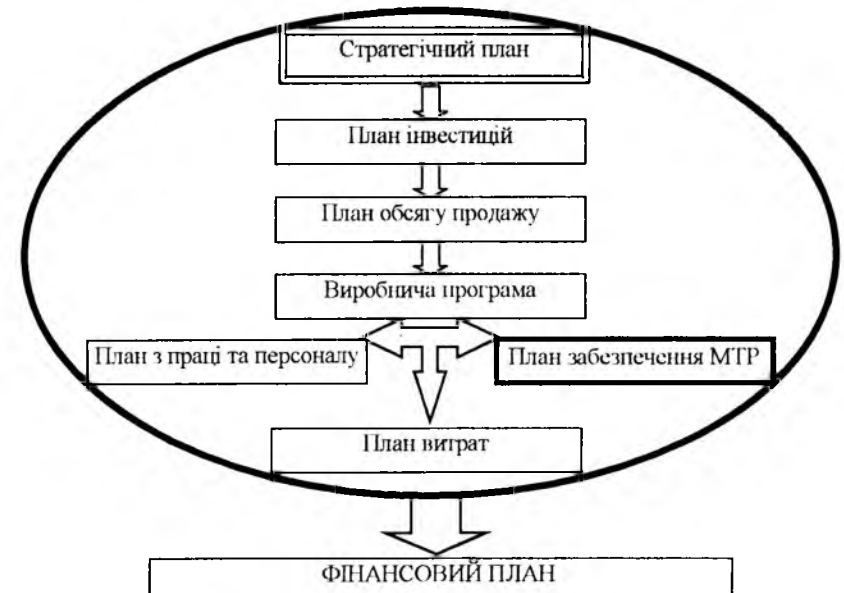 Стратегічний план
План інвестицій
План обсягу продажу
Виробнича програма
План з праці та персоналу
План забезпечення МТР
План витрат
ФІНАНСОВИЙ ПЛАН